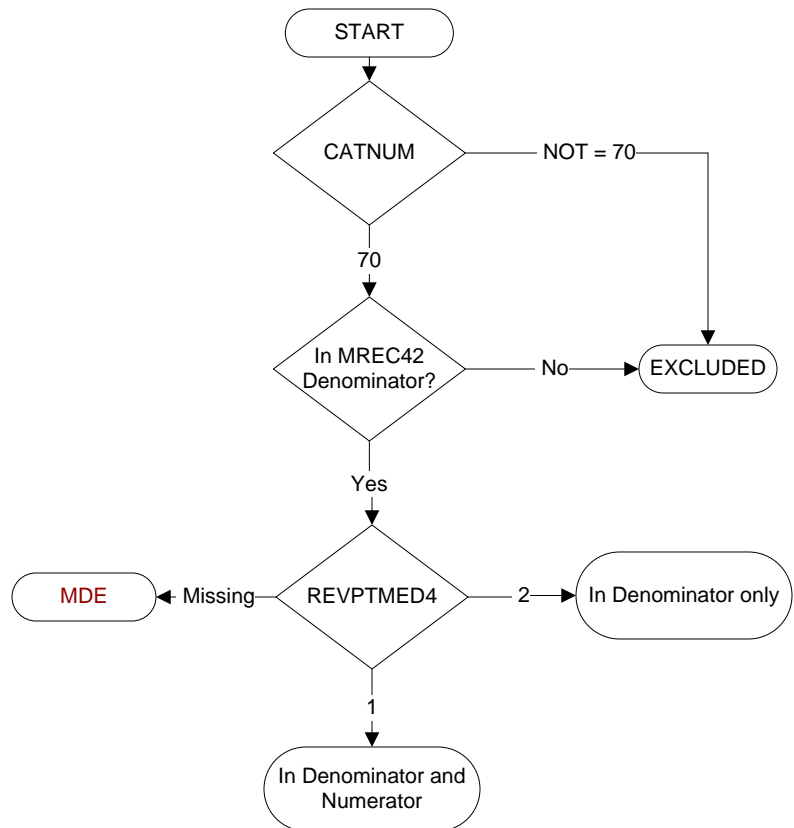 START
CATNUM
NOT = 70
70
In MREC42
Denominator?
No
EXCLUDED
Yes
MDE
Missing
REVPTMED4
2
In Denominator only
1
In Denominator and
Numerator